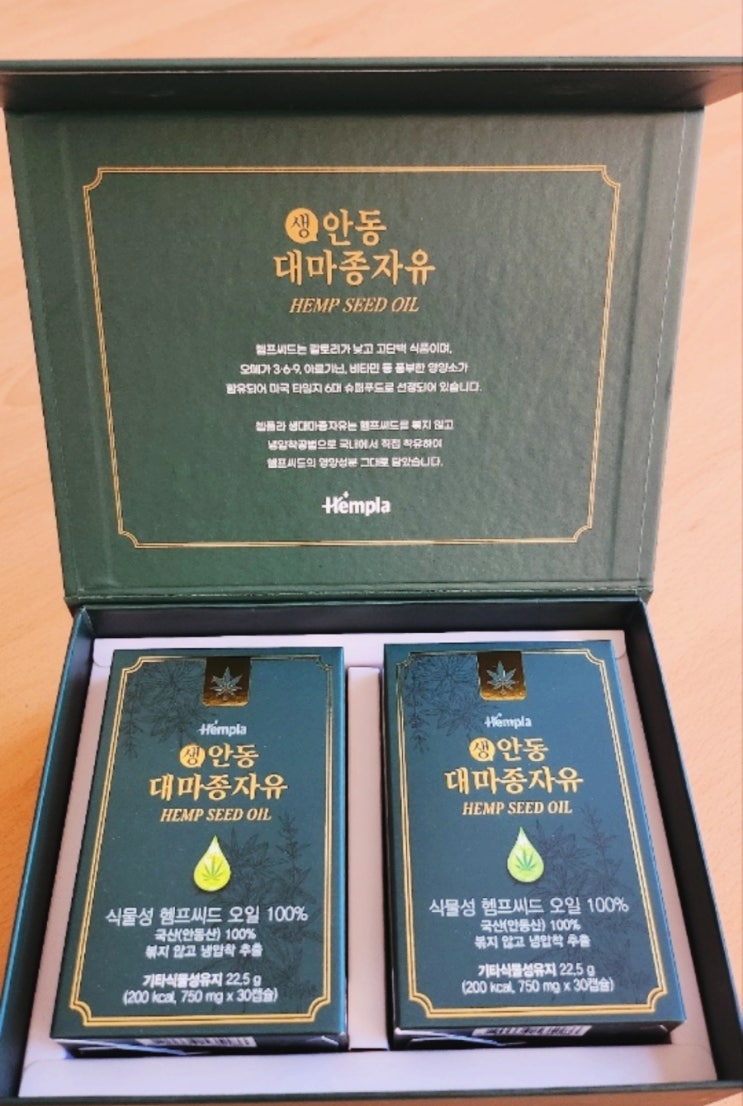 생 안동
대마종자유
HEMP SEED OIL
헴프씨드는 칼로리가 낮고 고단백 식품이며,
오메가 3·6·9, 아르기닌, 비타민 등 풍부한 영양소가
함유되어 미국 타임지 6대 슈퍼푸드로 선정되어 있습니다.
헴플라 생대마종자유는 헴프씨드를 볶지 않고
냉압착공법으로 국내에서 직접 착유하여
헴프씨드의 영양성분 그대로 담았습니다.
Hempla
Hempla
생 안동
대마종자유
HEMP SEED OIL
식물성 헴프씨드 오일 100%
국산(안동산) 100%
볶지 않고 냉압착 추출
기타식물성유지 22.5 g
(200 kcal, 750 mg x 30캡슐)
Hempla
생 안동
대마종자유
HEMP SEED OIL
식물성 헴프씨드 오일 100%
국산(안동산) 100%
볶지 않고 냉압착 추출
기타식물성유지 22.5 g
(200 kcal, 750 mg x 30캡슐)